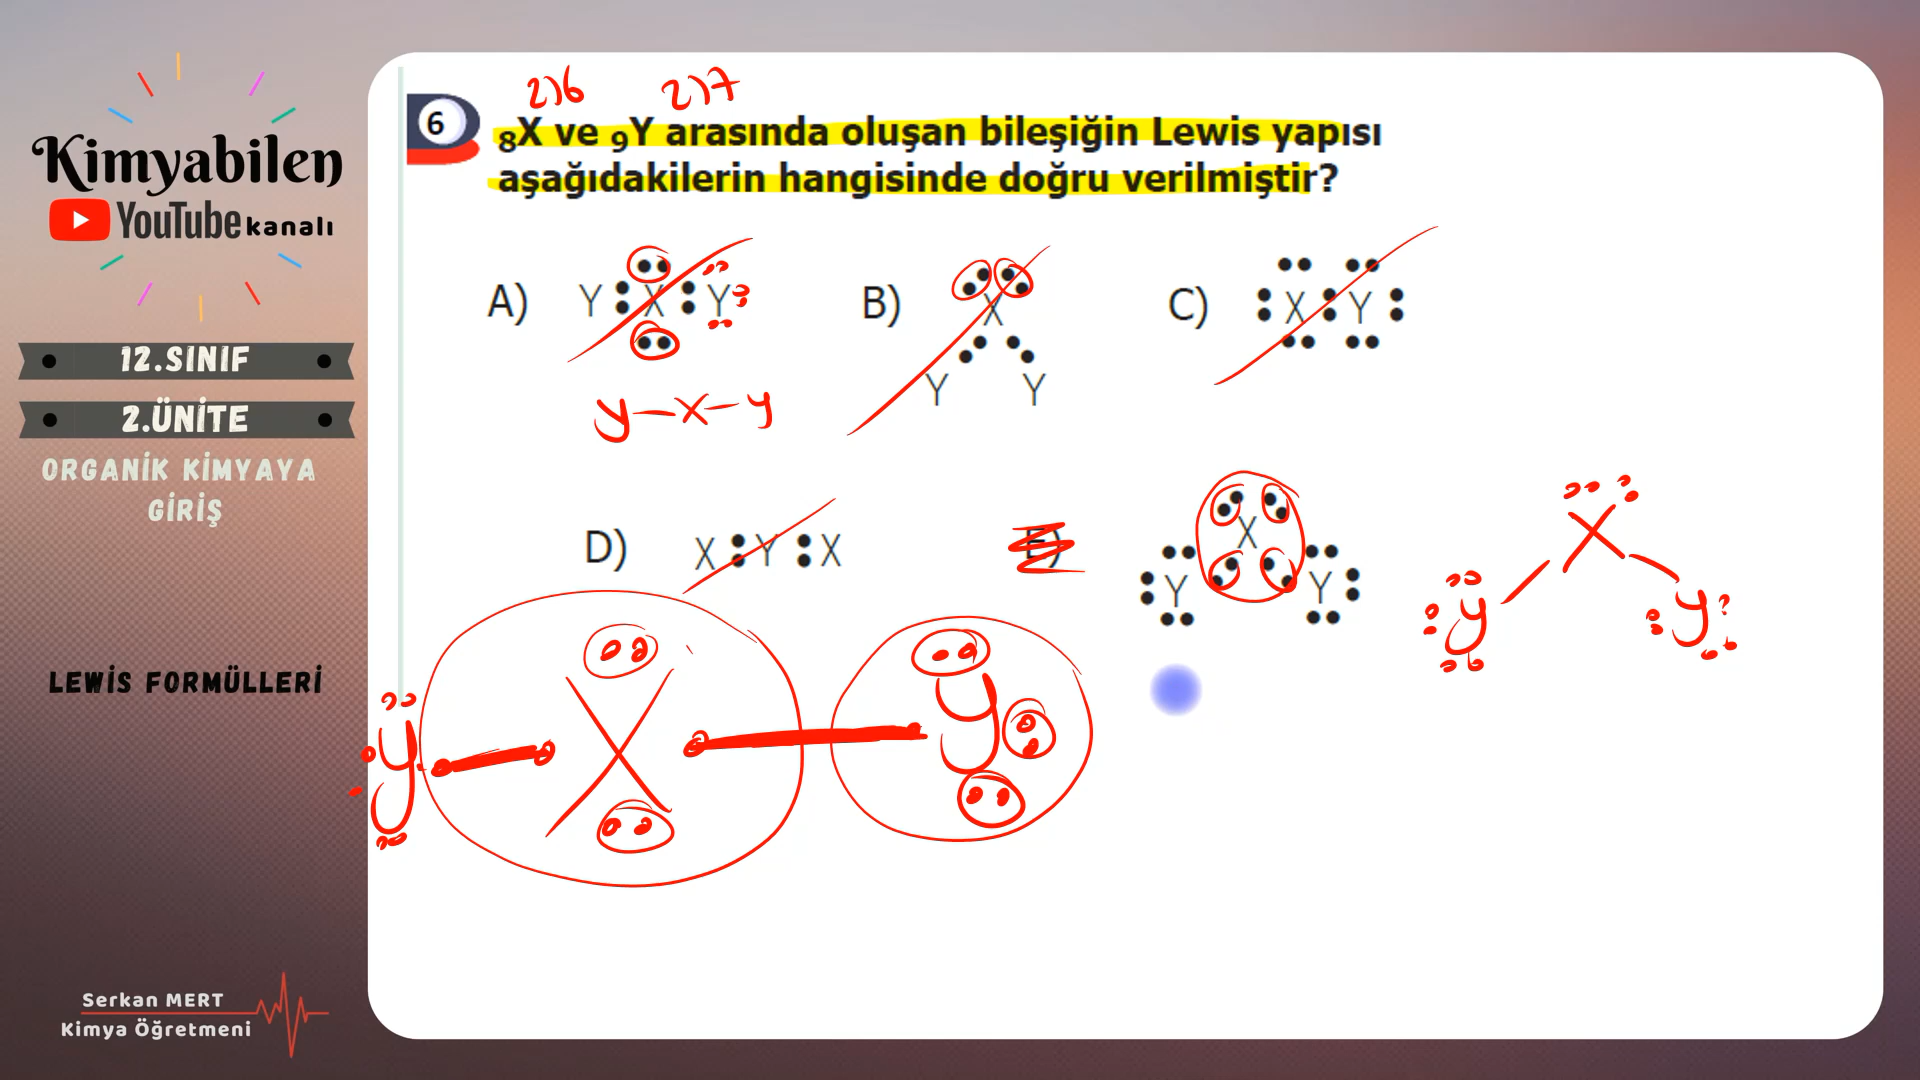 Kimyabilen
YouTube kanalı
12.SINIF
2.ÜNİTE
ORGANİK KİMYAYA
GİRİŞ
LEWİS FORMÜLLERİ
Serkan MERT
Kimya Öğretmeni
2)6 2)7
6
₈X ve ₉Y arasında oluşan bileşiğin Lewis yapısı
aşağıdakilerin hangisinde doğru verilmiştir?
A) Y : X : Y
B) X
Y Y
C) : X : Y :
y - x - y
D) X : Y : X
E) X
: Y Y :
X
y y
y X y